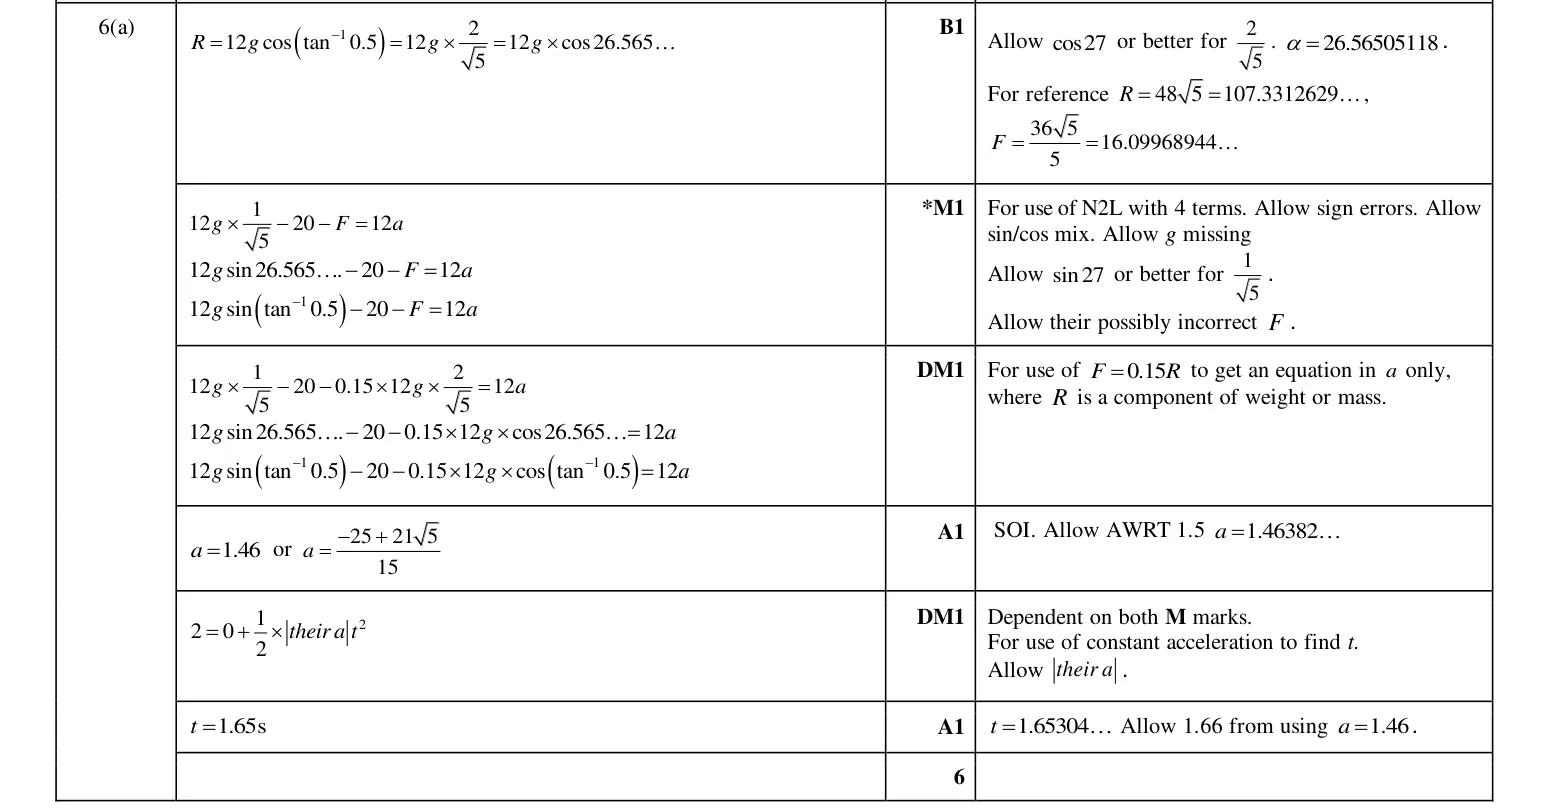 6(a)
R = 12g cos(tan⁻¹ 0.5) = 12g × 2/√5 = 12g × cos 26.565…
B1
Allow cos 27 or better for 2/√5 . α = 26.56505118 .
For reference R = 48√5 = 107.3312629… ,
F = 36√5/5 = 16.09968944…
12g × 1/√5 − 20 − F = 12a
12g sin 26.565…. − 20 − F = 12a
12g sin(tan⁻¹ 0.5) − 20 − F = 12a
*M1
For use of N2L with 4 terms. Allow sign errors. Allow
sin/cos mix. Allow g missing
Allow sin 27 or better for 1/√5 .
Allow their possibly incorrect F .
12g × 1/√5 − 20 − 0.15 × 12g × 2/√5 = 12a
12g sin 26.565…. − 20 − 0.15 × 12g × cos 26.565… = 12a
12g sin(tan⁻¹ 0.5) − 20 − 0.15 × 12g × cos(tan⁻¹ 0.5) = 12a
DM1
For use of F = 0.15R to get an equation in a only,
where R is a component of weight or mass.
a = 1.46 or a = (−25 + 21√5)/15
A1
SOI. Allow AWRT 1.5 a = 1.46382…
2 = 0 + 1/2 × |their a| t²
DM1
Dependent on both M marks.
For use of constant acceleration to find t.
Allow |their a| .
t = 1.65s
A1
t = 1.65304… Allow 1.66 from using a = 1.46 .
6